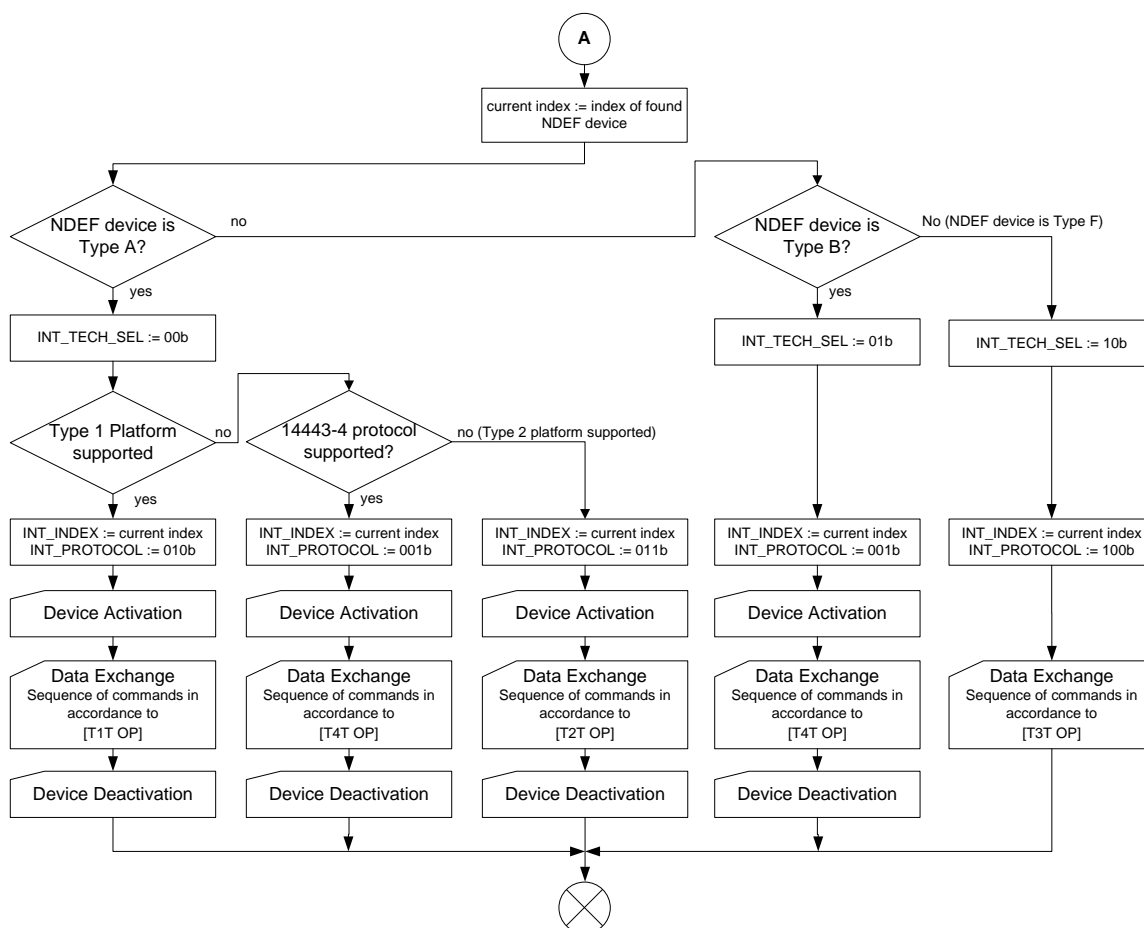 A
current index := index of found
NDEF device
NDEF device is
Type A?
no
yes
NDEF device is
Type B?
No (NDEF device is Type F)
yes
INT_TECH_SEL := 00b
INT_TECH_SEL := 01b
INT_TECH_SEL := 10b
Type 1 Platform
supported
no
yes
14443-4 protocol
supported?
no (Type 2 platform supported)
yes
INT_INDEX := current index
INT_PROTOCOL := 010b
INT_INDEX := current index
INT_PROTOCOL := 001b
INT_INDEX := current index
INT_PROTOCOL := 011b
INT_INDEX := current index
INT_PROTOCOL := 001b
INT_INDEX := current index
INT_PROTOCOL := 100b
Device Activation
Device Activation
Device Activation
Device Activation
Data Exchange
Sequence of commands in
accordance to
[T1T OP]
Data Exchange
Sequence of commands in
accordance to
[T4T OP]
Data Exchange
Sequence of commands in
accordance to
[T2T OP]
Data Exchange
Sequence of commands in
accordance to
[T4T OP]
Data Exchange
Sequence of commands in
accordance to
[T3T OP]
Device Deactivation
Device Deactivation
Device Deactivation
Device Deactivation